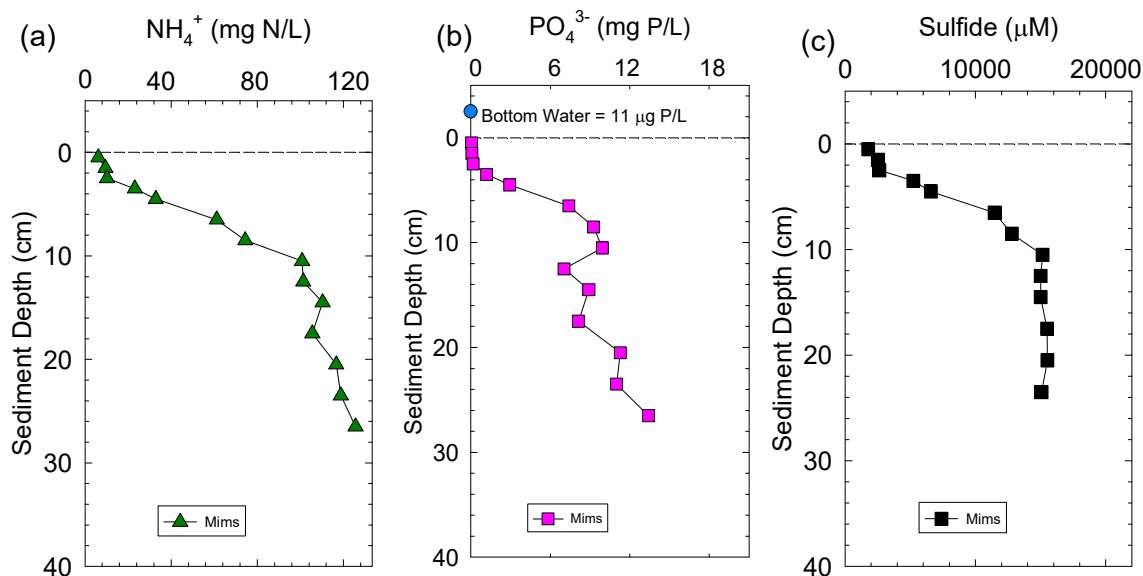 (a) NH₄⁺ (mg N/L)
0 40 80 120
0
10
20
30
40
Sediment Depth (cm)
Mims
(b) PO₄³⁻ (mg P/L)
0 6 12 18
Bottom Water = 11 μg P/L
0
10
20
30
40
Sediment Depth (cm)
Mims
(c) Sulfide (μM)
0 10000 20000
0
10
20
30
40
Sediment Depth (cm)
Mims